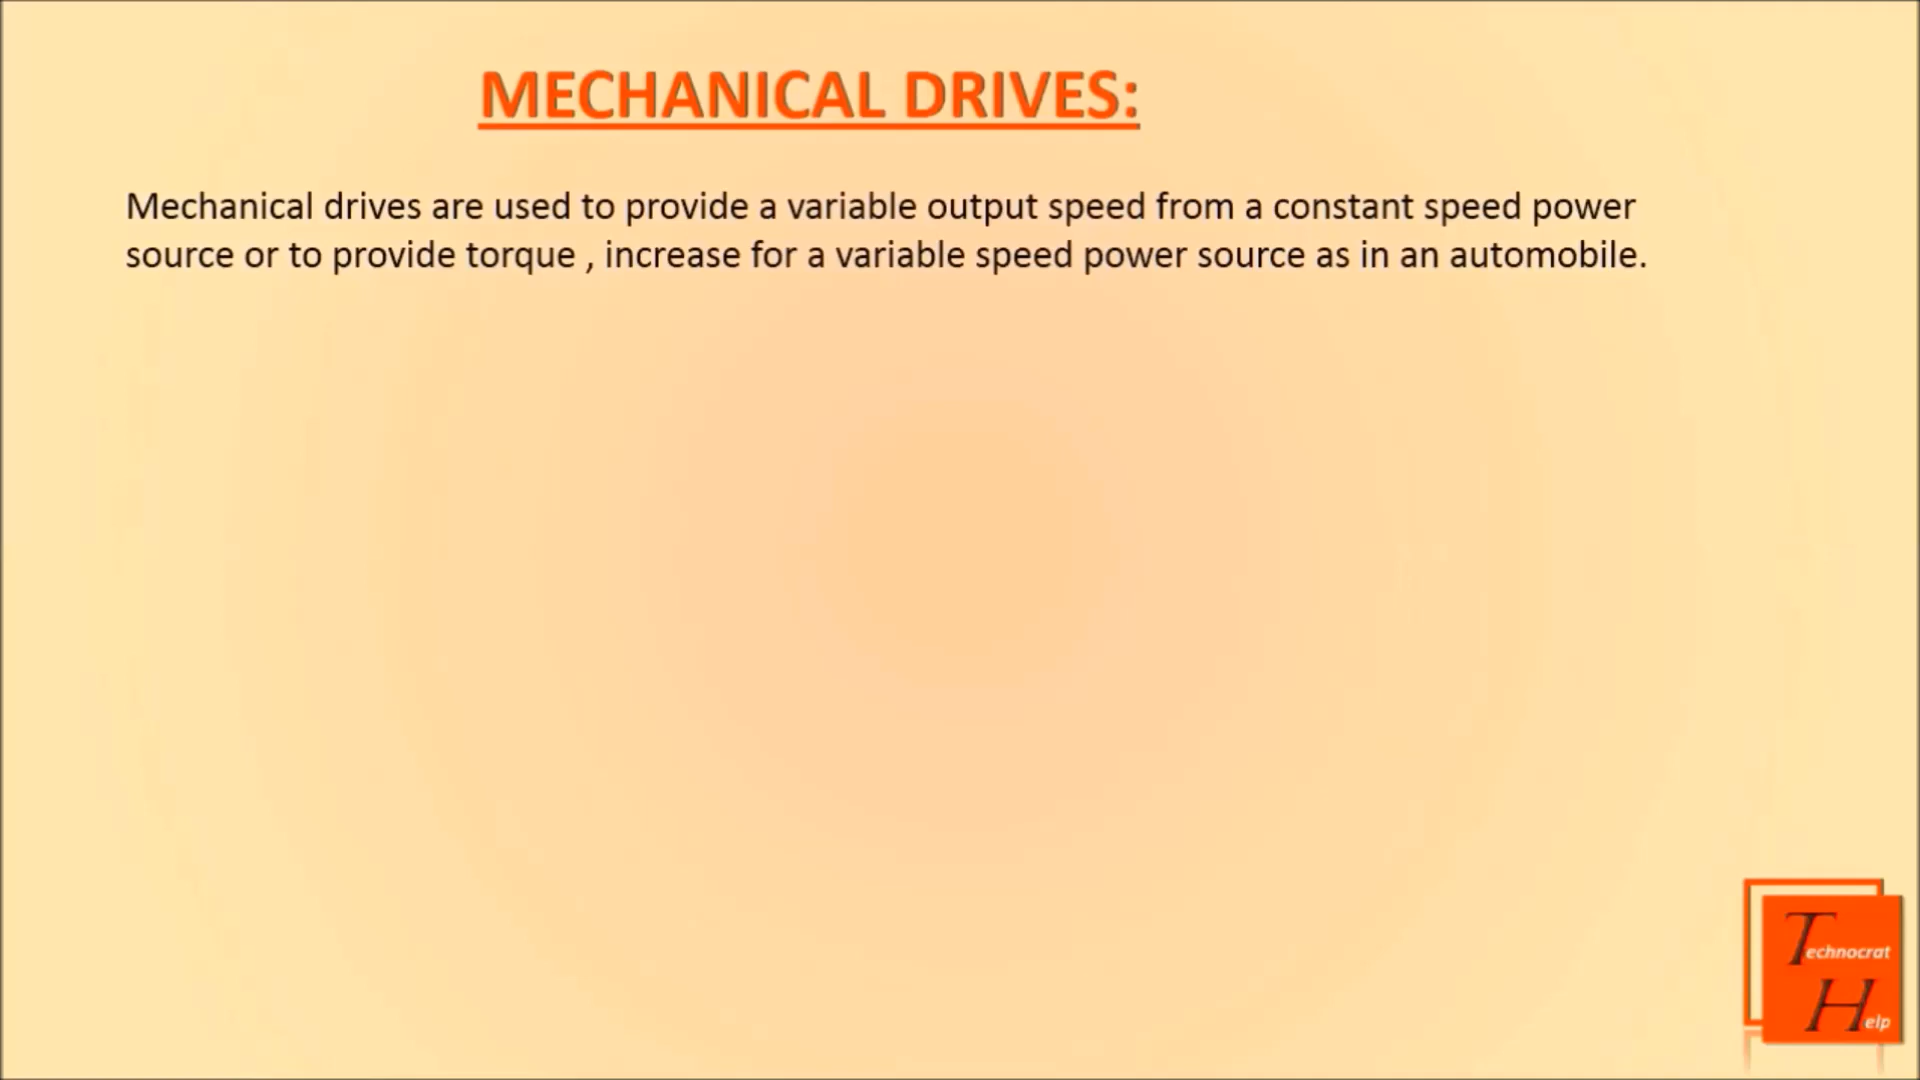 MECHANICAL DRIVES:
Mechanical drives are used to provide a variable output speed from a constant speed power
source or to provide torque , increase for a variable speed power source as in an automobile.
Technocrat
Help